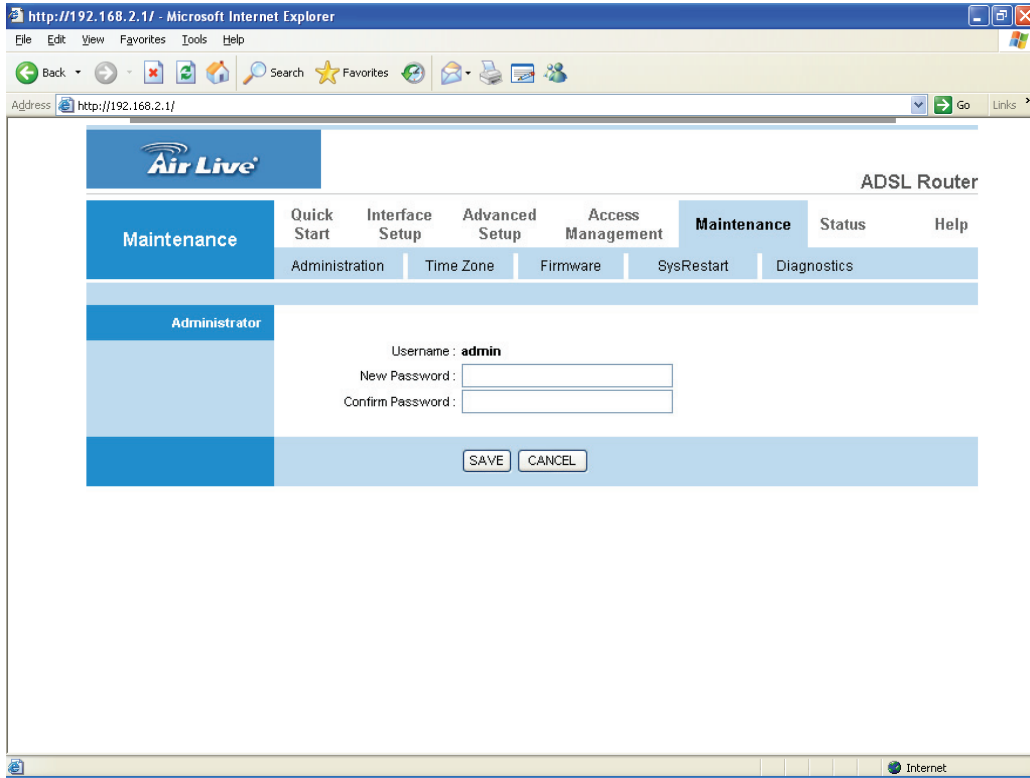 http://192.168.2.1/ - Microsoft Internet Explorer
File Edit View Favorites Tools Help
Back Search Favorites
Address http://192.168.2.1/ Go Links »
Air Live
ADSL Router
Maintenance
Quick Start Interface Setup Advanced Setup Access Management Maintenance Status Help
Administration Time Zone Firmware SysRestart Diagnostics
Administrator
Username : admin
New Password :
Confirm Password :
SAVE CANCEL
Internet